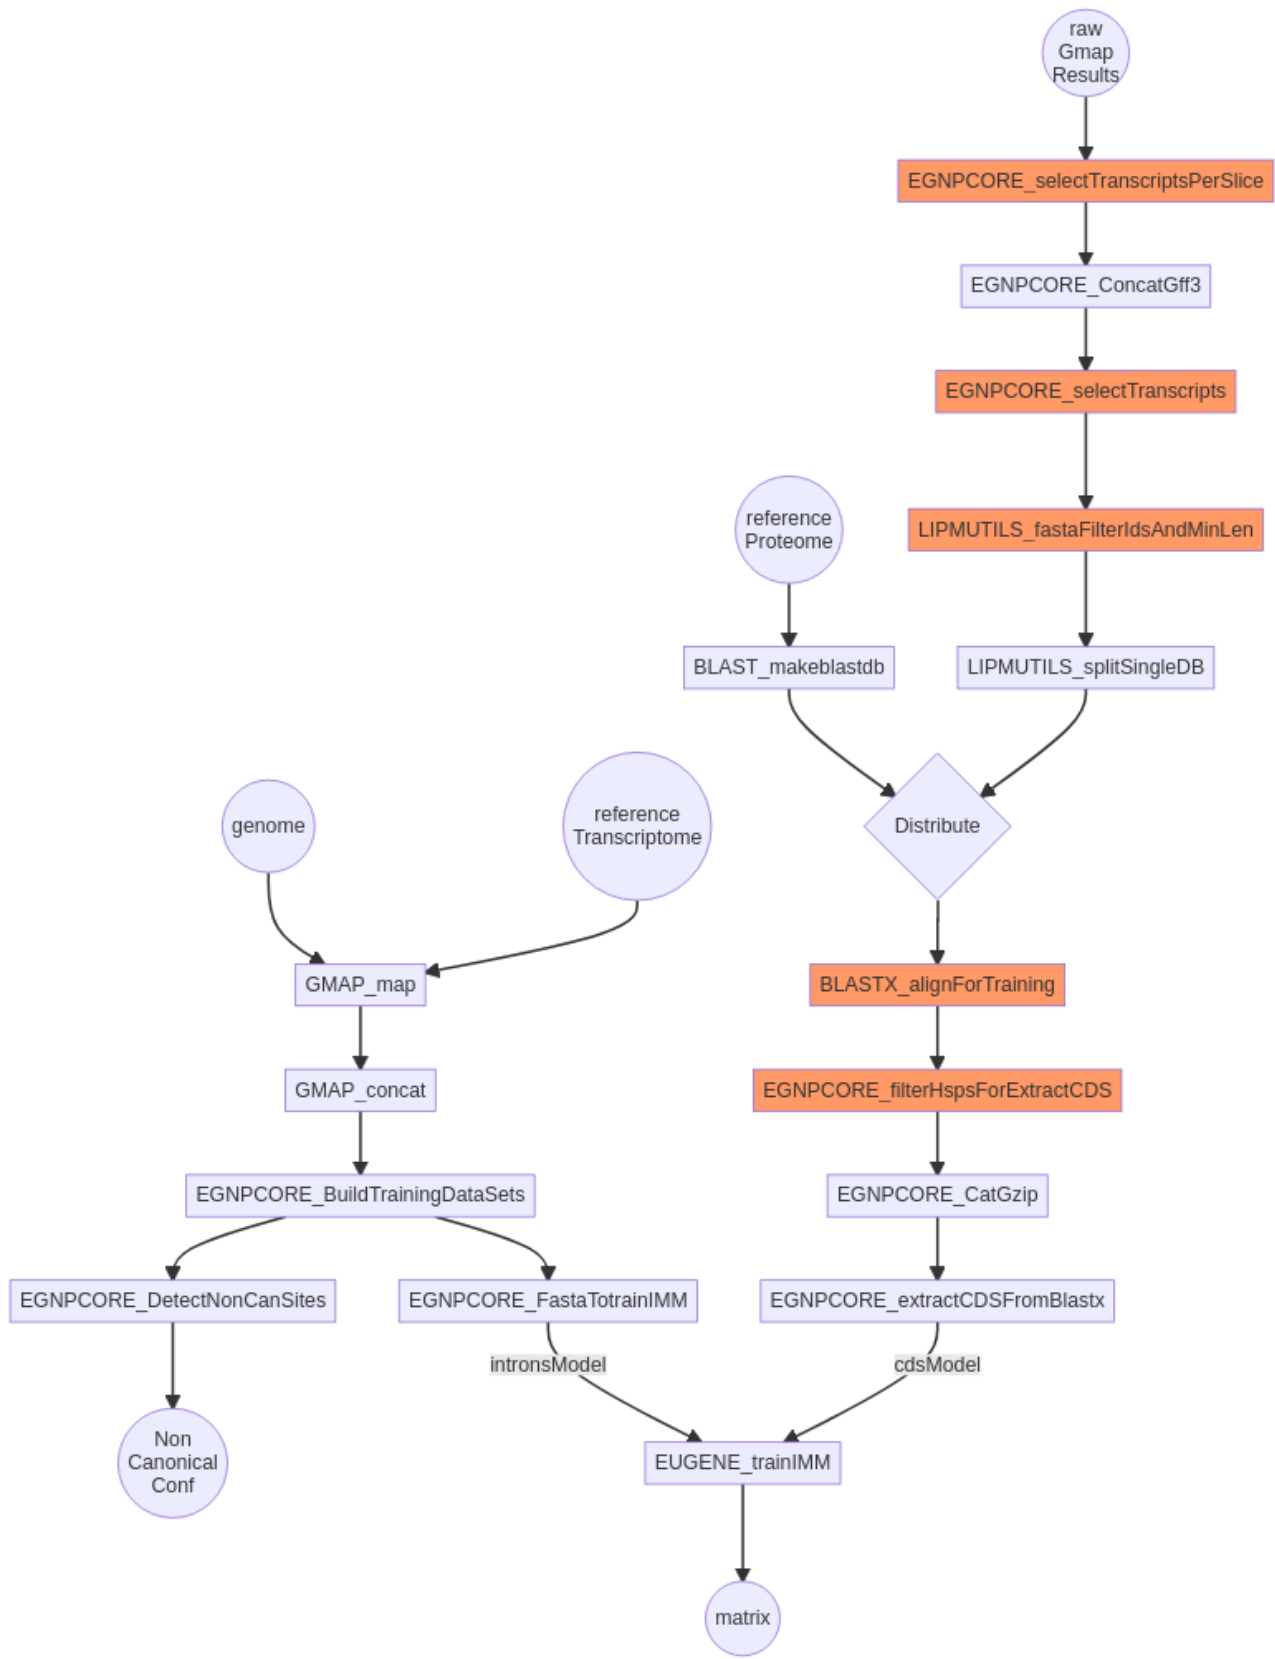 raw
Gmap
Results
EGNPCORE_selectTranscriptsPerSlice
EGNPCORE_ConcatGff3
EGNPCORE_selectTranscripts
reference
Proteome
LIPMUTILS_fastaFilterIdsAndMinLen
BLAST_makeblastdb
LIPMUTILS_splitSingleDB
genome
reference
Transcriptome
Distribute
GMAP_map
BLASTX_alignForTraining
GMAP_concat
EGNPCORE_filterHspsForExtractCDS
EGNPCORE_BuildTrainingDataSets
EGNPCORE_CatGzip
EGNPCORE_DetectNonCanSites
EGNPCORE_FastaTotrainIMM
EGNPCORE_extractCDSFromBlastx
intronsModel
cdsModel
Non
Canonical
Conf
EUGENE_trainIMM
matrix